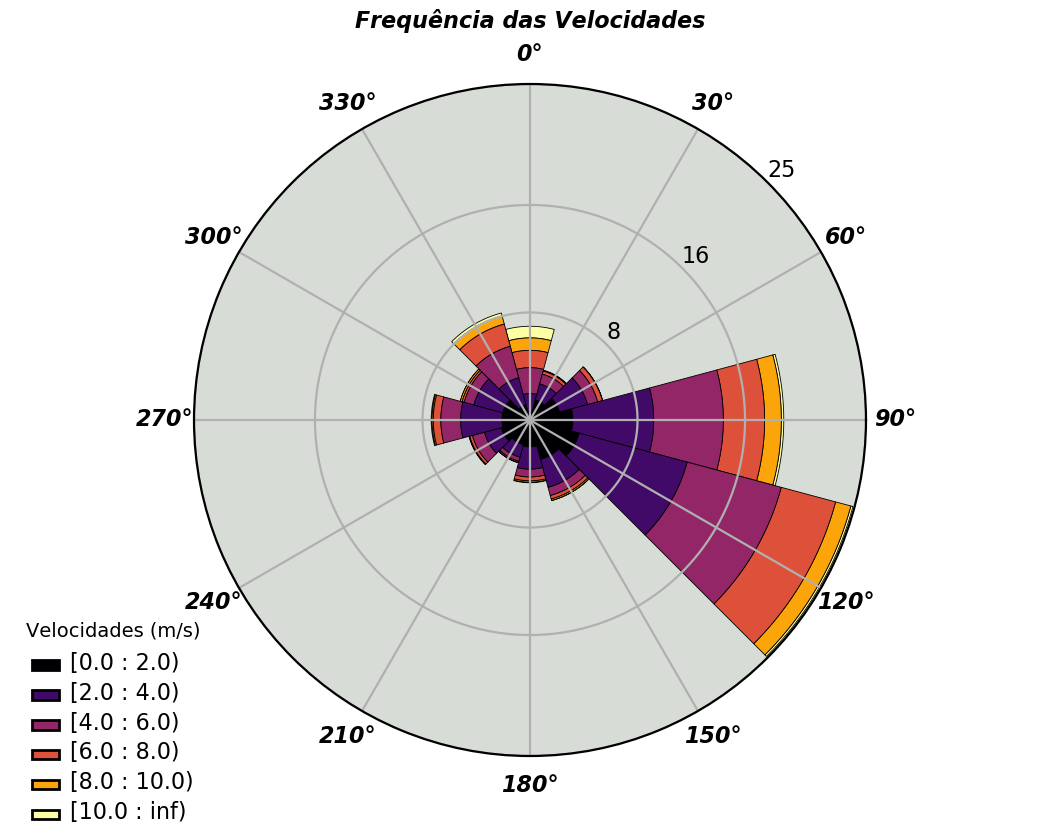 Frequência das Velocidades
0°
330°
30°
25
300°
60°
16
8
270°
90°
240°
120°
210°
150°
180°
Velocidades (m/s)
[0.0 : 2.0)
[2.0 : 4.0)
[4.0 : 6.0)
[6.0 : 8.0)
[8.0 : 10.0)
[10.0 : inf)